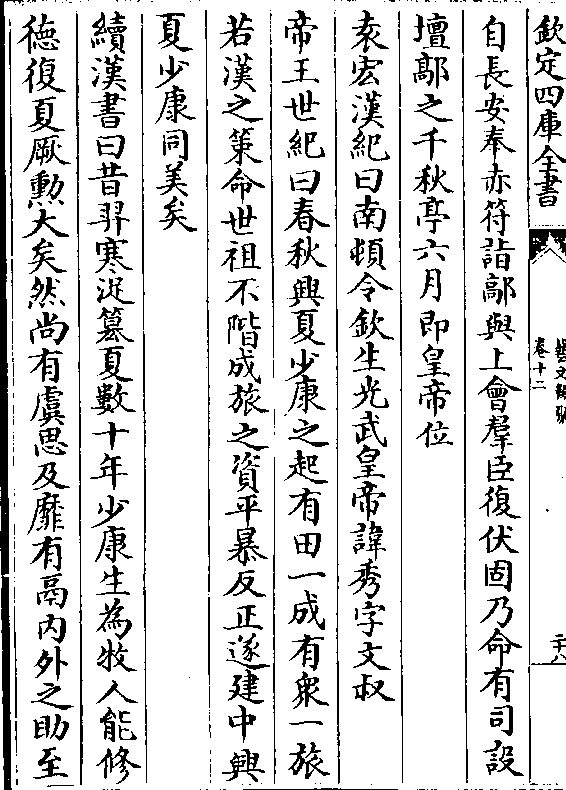 欽定四庫全書
藝文類聚
卷十二
二十八
自長安奉赤符詣鄗與上會羣臣復伏固乃命有司設
壇鄗之千秋亭六月即皇帝位
袁宏漢紀曰南頓令欽生光武皇帝諱秀字文叔
帝王世紀曰春秋興夏少康之起有田一成有衆一旅
若漢之䇿命世祖不階成旅之資平暴反正遂建中興
夏少康同美矣
續漢書曰昔羿寒浞簒夏數十年少康生為牧人能修
徳復夏厥勲大矣然尚有虞思及靡有鬲内外之助至